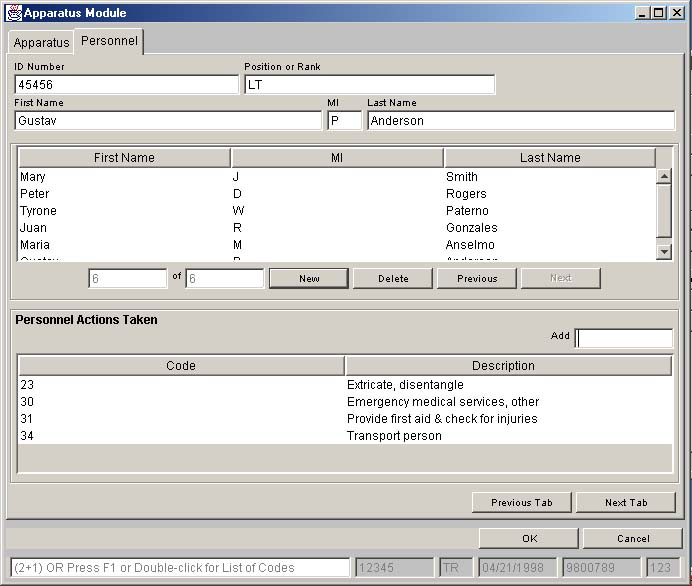 Apparatus Module
Apparatus Personnel
ID Number Position or Rank
45456 LT
First Name MI Last Name
Gustav P Anderson
First Name MI Last Name
Mary J Smith
Peter D Rogers
Tyrone W Paterno
Juan R Gonzales
Maria M Anselmo
6 of 6 New Delete Previous Next
Personnel Actions Taken
Add
Code Description
23 Extricate, disentangle
30 Emergency medical services, other
31 Provide first aid & check for injuries
34 Transport person
Previous Tab Next Tab
OK Cancel
(2+1) OR Press F1 or Double-click for List of Codes 12345 TR 04/21/1998 9800789 123